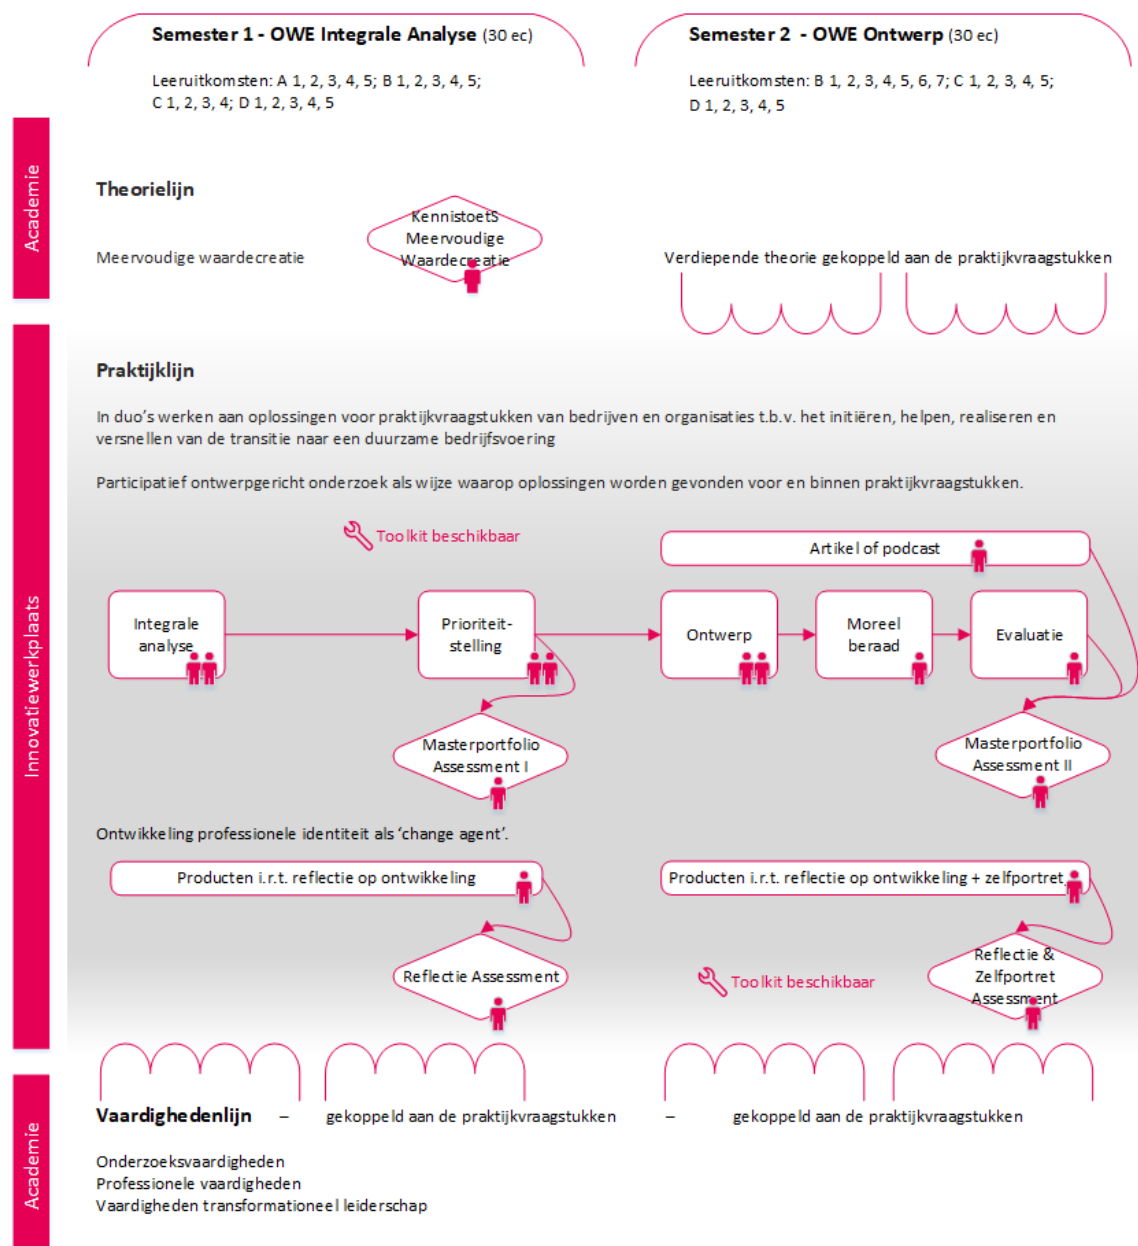 Semester 1 - OWE Integrale Analyse (30 ec)
Leeruitkomsten: A 1, 2, 3, 4, 5; B 1, 2, 3, 4, 5;
C 1, 2, 3, 4; D 1, 2, 3, 4, 5
Semester 2 - OWE Ontwerp (30 ec)
Leeruitkomsten: B 1, 2, 3, 4, 5, 6, 7; C 1, 2, 3, 4, 5;
D 1, 2, 3, 4, 5
Academie
Theorielijn
Meervoudige waardecreatie
KennistoetS
Meervoudige
Waardecreatie
Verdiepende theorie gekoppeld aan de praktijkvraagstukken
Innovatiewerkplaats
Praktijklijn
In duo's werken aan oplossingen voor praktijkvraagstukken van bedrijven en organisaties t.b.v. het initiëren, helpen, realiseren en
versnellen van de transitie naar een duurzame bedrijfsvoering
Participatief ontwerpgericht onderzoek als wijze waarop oplossingen worden gevonden voor en binnen praktijkvraagstukken.
Toolkit beschikbaar
Artikel of podcast
Integrale
analyse
Prioriteit-
stelling
Ontwerp
Moreel
beraad
Evaluatie
Masterportfolio
Assessment I
Masterportfolio
Assessment II
Ontwikkeling professionele identiteit als 'change agent'.
Producten i.r.t. reflectie op ontwikkeling
Producten i.r.t. reflectie op ontwikkeling + zelfportret
Reflectie Assessment
Toolkit beschikbaar
Reflectie &
Zelfportret
Assessment
Academie
Vaardighedenlijn – gekoppeld aan de praktijkvraagstukken – gekoppeld aan de praktijkvraagstukken
Onderzoeksvaardigheden
Professionele vaardigheden
Vaardigheden transformationeel leiderschap